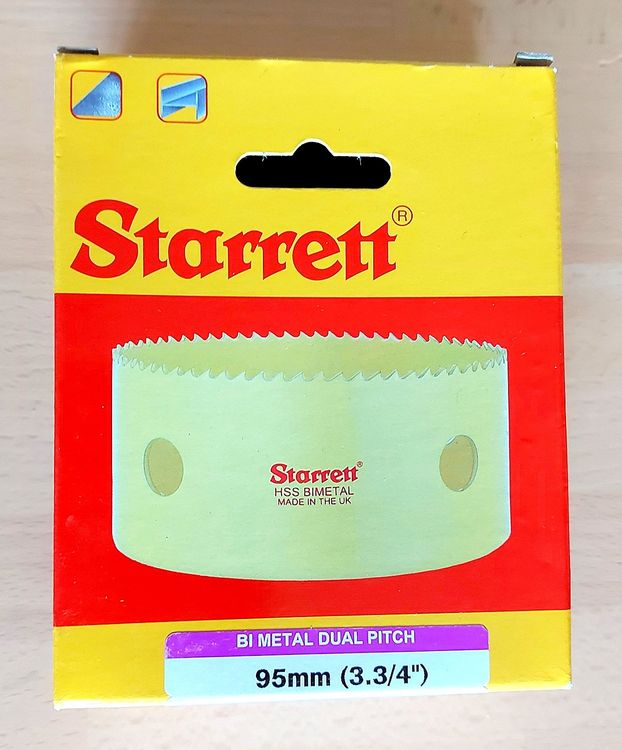 Starrett®
Starrett®
HSS BIMETAL
MADE IN THE UK
BI METAL DUAL PITCH
95mm (3.3/4")